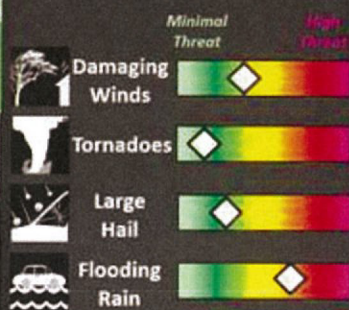 Minimal High
Threat Threat
Damaging
Winds
Tornadoes
Large
Hail
Flooding
Rain